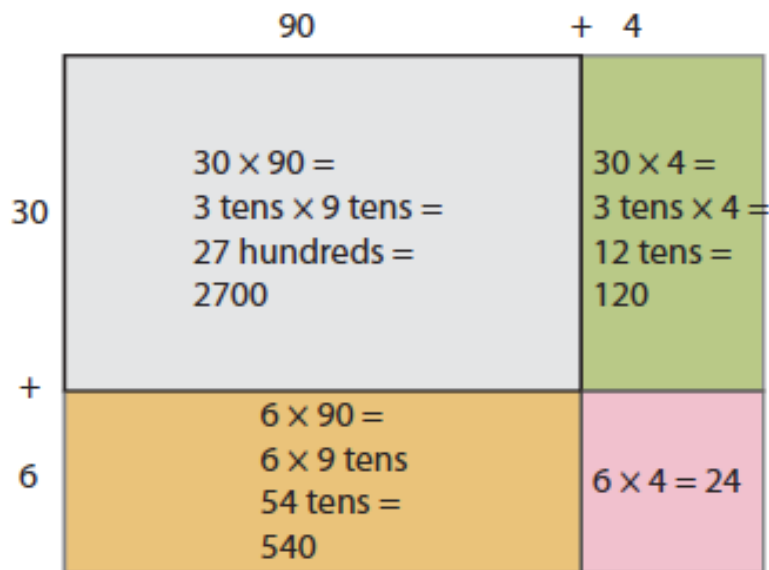 90 + 4
30
30 × 90 =
3 tens × 9 tens =
27 hundreds =
2700
30 × 4 =
3 tens × 4 =
12 tens =
120
+
6
6 × 90 =
6 × 9 tens
54 tens =
540
6 × 4 = 24